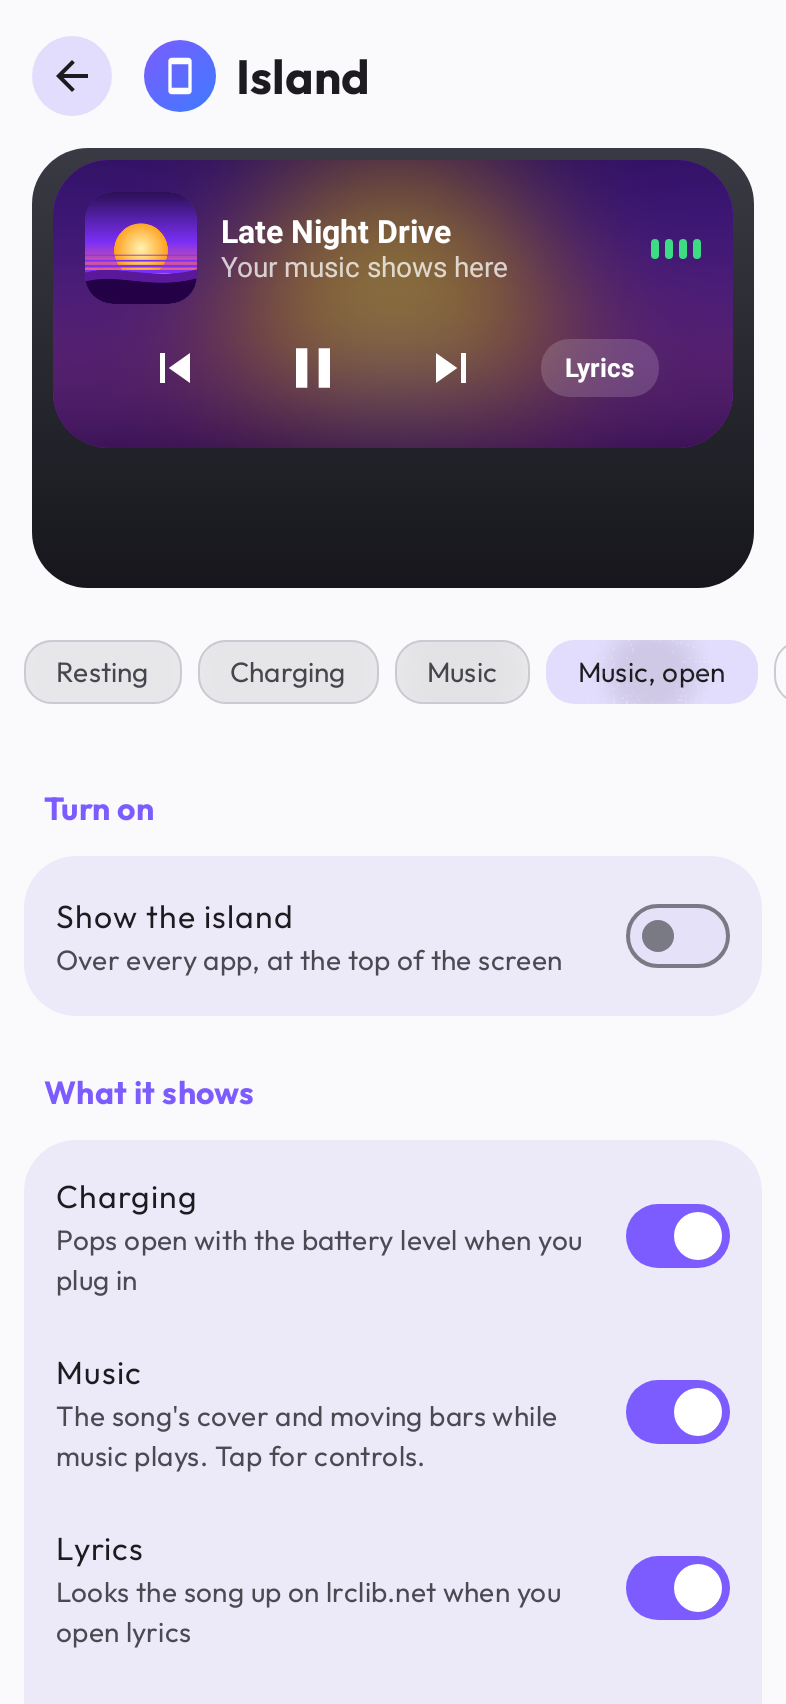 Island
Late Night Drive
Your music shows here
Lyrics
Resting
Charging
Music
Music, open
Turn on
Show the island
Over every app, at the top of the screen
What it shows
Charging
Pops open with the battery level when you
plug in
Music
The song's cover and moving bars while
music plays. Tap for controls.
Lyrics
Looks the song up on lrclib.net when you
open lyrics